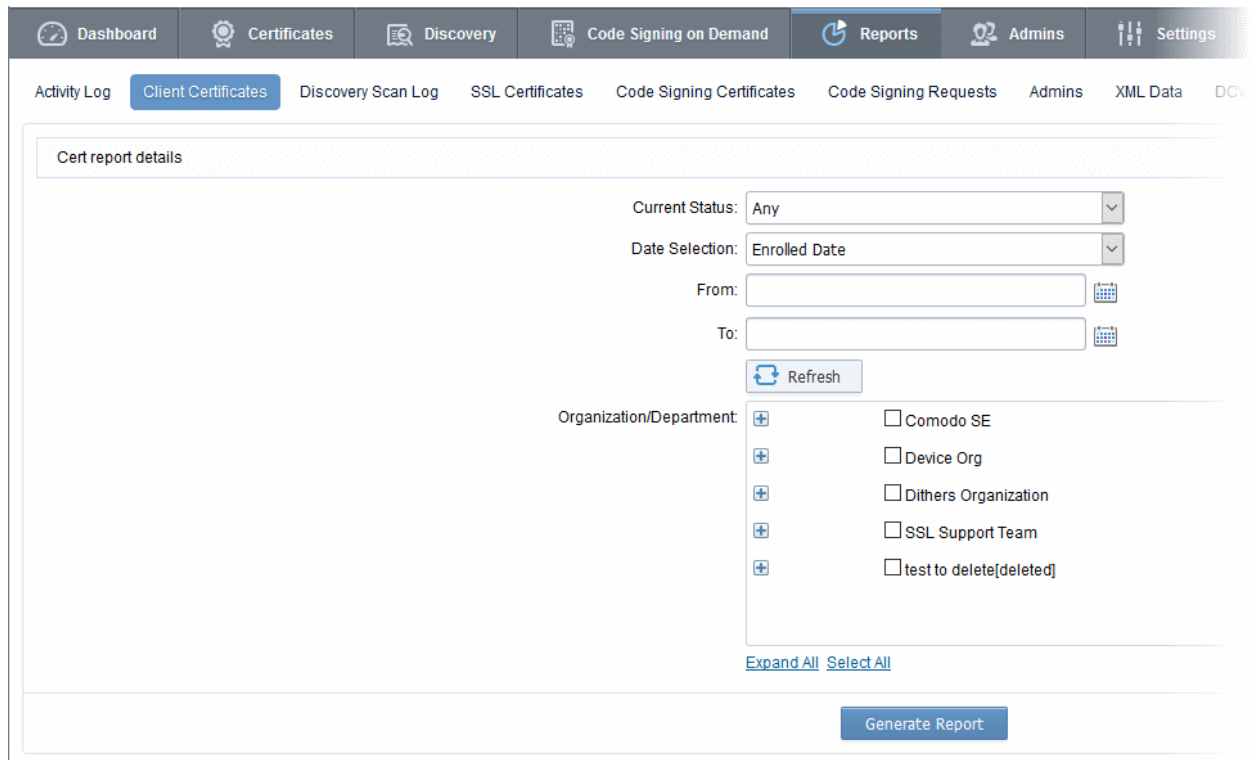 Dashboard Certificates Discovery Code Signing on Demand Reports Admins Settings
Activity Log Client Certificates Discovery Scan Log SSL Certificates Code Signing Certificates Code Signing Requests Admins XML Data DCV
Cert report details
Current Status: Any
Date Selection: Enrolled Date
From:
To:
Refresh
Organization/Department: Comodo SE
Device Org
Dithers Organization
SSL Support Team
test to delete[deleted]
Expand All Select All
Generate Report